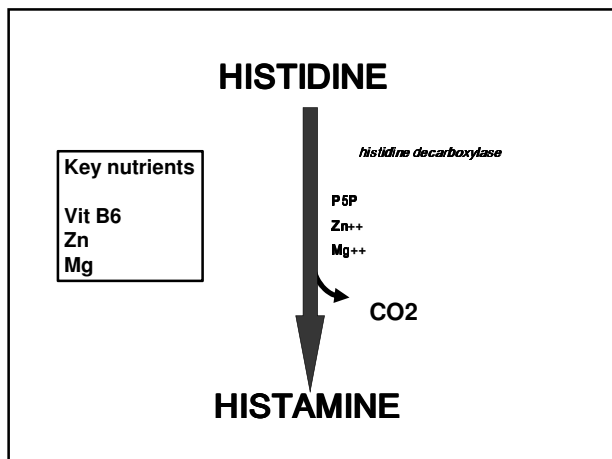 HISTIDINE
histidine decarboxylase
Key nutrients
Vit B6
Zn
Mg
P5P
Zn++
Mg++
CO2
HISTAMINE